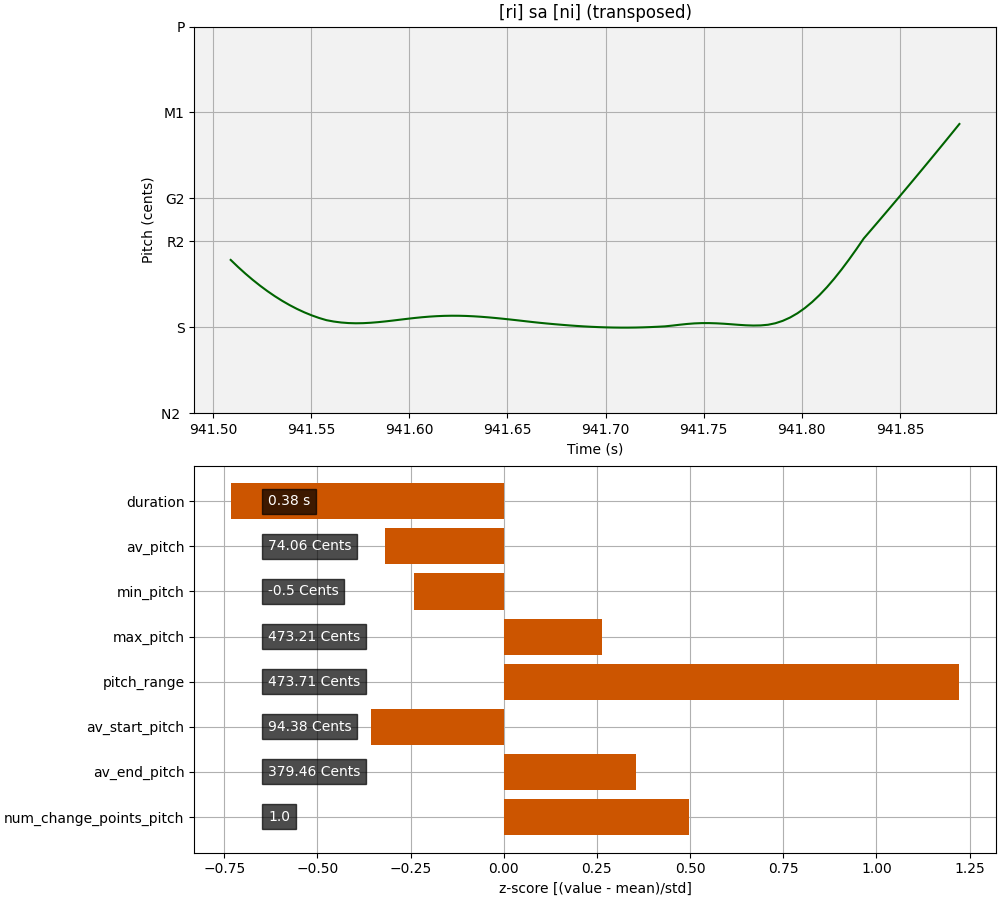 [ri] sa [ni] (transposed)
P
M1
G2
R2
S
N2
Pitch (cents)
941.50 941.55 941.60 941.65 941.70 941.75 941.80 941.85
Time (s)
duration 0.38 s
av_pitch 74.06 Cents
min_pitch -0.5 Cents
max_pitch 473.21 Cents
pitch_range 473.71 Cents
av_start_pitch 94.38 Cents
av_end_pitch 379.46 Cents
num_change_points_pitch 1.0
−0.75 −0.50 −0.25 0.00 0.25 0.50 0.75 1.00 1.25
z-score [(value - mean)/std]